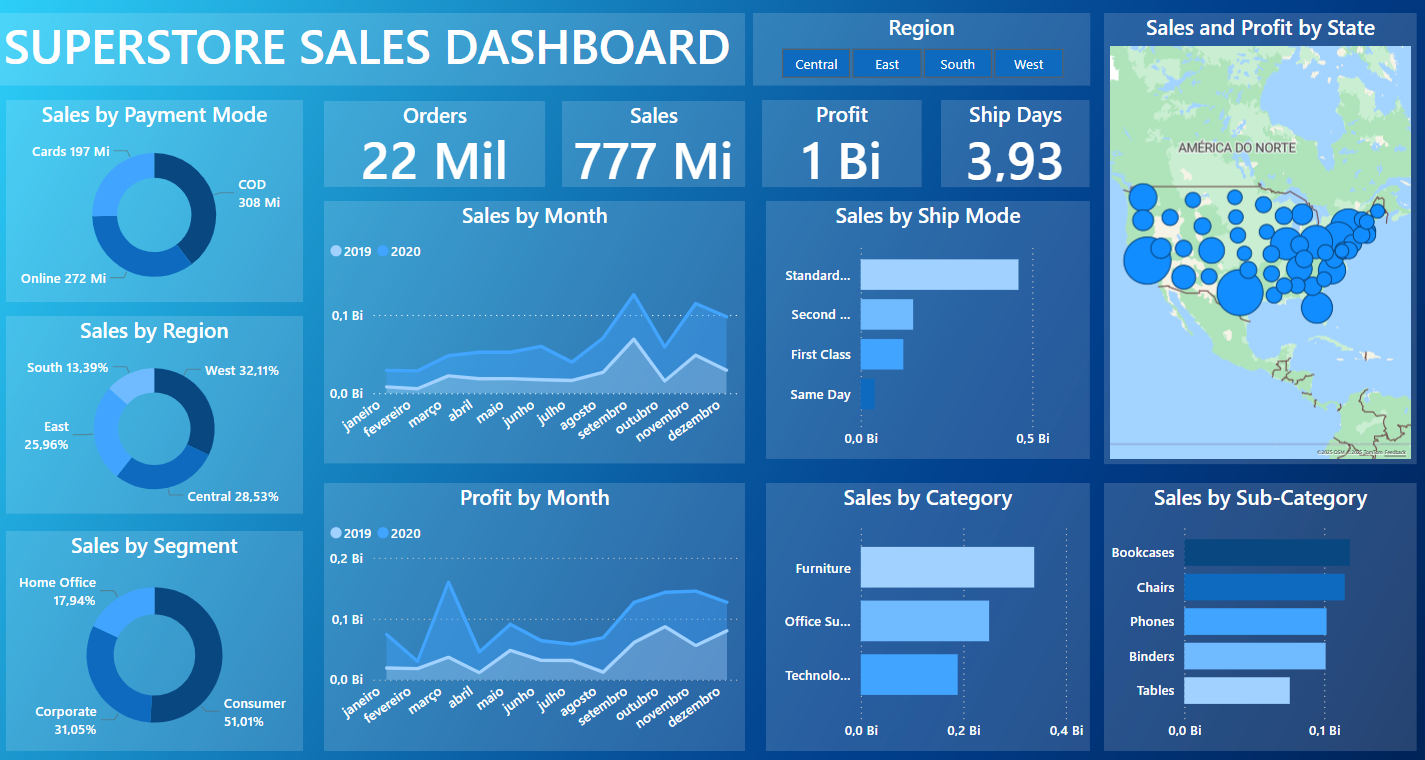 SUPERSTORE SALES DASHBOARD
Region
Central
East
South
West
Sales and Profit by State
AMÉRICA DO NORTE
©2025 OSM ©2025 TomTom Feedback
Sales by Payment Mode
Cards 197 Mi
COD
308 Mi
Online 272 Mi
Orders
22 Mil
Sales
777 Mi
Profit
1 Bi
Ship Days
3,93
Sales by Month
2019
2020
0,1 Bi
0,0 Bi
janeiro
fevereiro
março
abril
maio
junho
julho
agosto
setembro
outubro
novembro
dezembro
Sales by Ship Mode
Standard...
Second ...
First Class
Same Day
0,0 Bi
0,5 Bi
Sales by Region
South 13,39%
West 32,11%
East
25,96%
Central 28,53%
Sales by Segment
Home Office
17,94%
Corporate
31,05%
Consumer
51,01%
Profit by Month
2019
2020
0,2 Bi
0,1 Bi
0,0 Bi
janeiro
fevereiro
março
abril
maio
junho
julho
agosto
setembro
outubro
novembro
dezembro
Sales by Category
Furniture
Office Su...
Technolo...
0,0 Bi
0,2 Bi
0,4 Bi
Sales by Sub-Category
Bookcases
Chairs
Phones
Binders
Tables
0,0 Bi
0,1 Bi